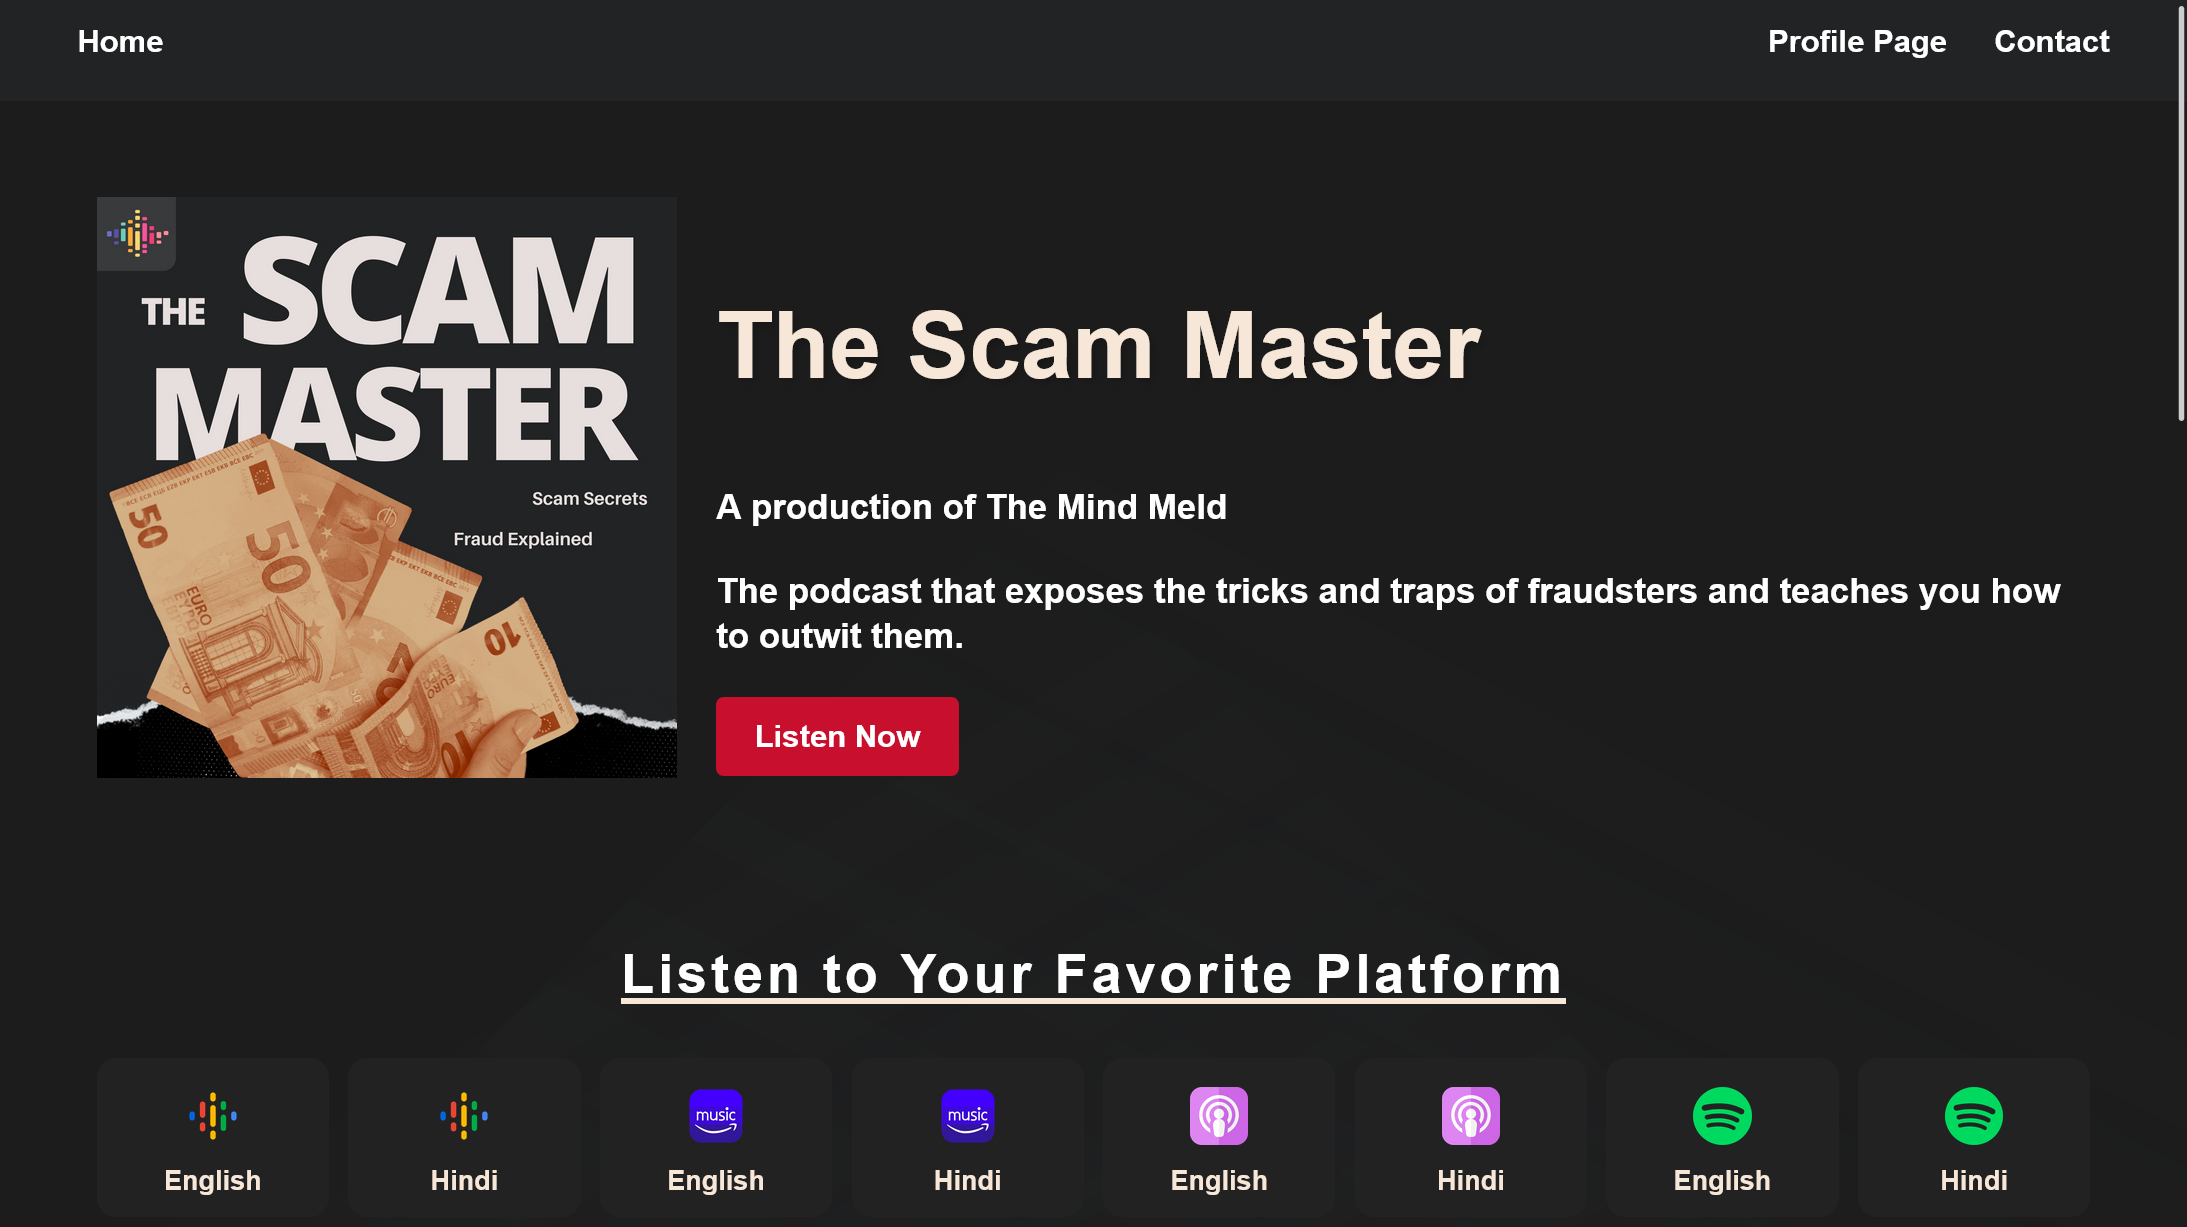 Home
Profile Page
Contact
THE SCAM
MASTER
Scam Secrets
Fraud Explained
50
50
EURO
10
The Scam Master
A production of The Mind Meld
The podcast that exposes the tricks and traps of fraudsters and teaches you how
to outwit them.
Listen Now
Listen to Your Favorite Platform
English
Hindi
music
English
music
Hindi
English
Hindi
English
Hindi